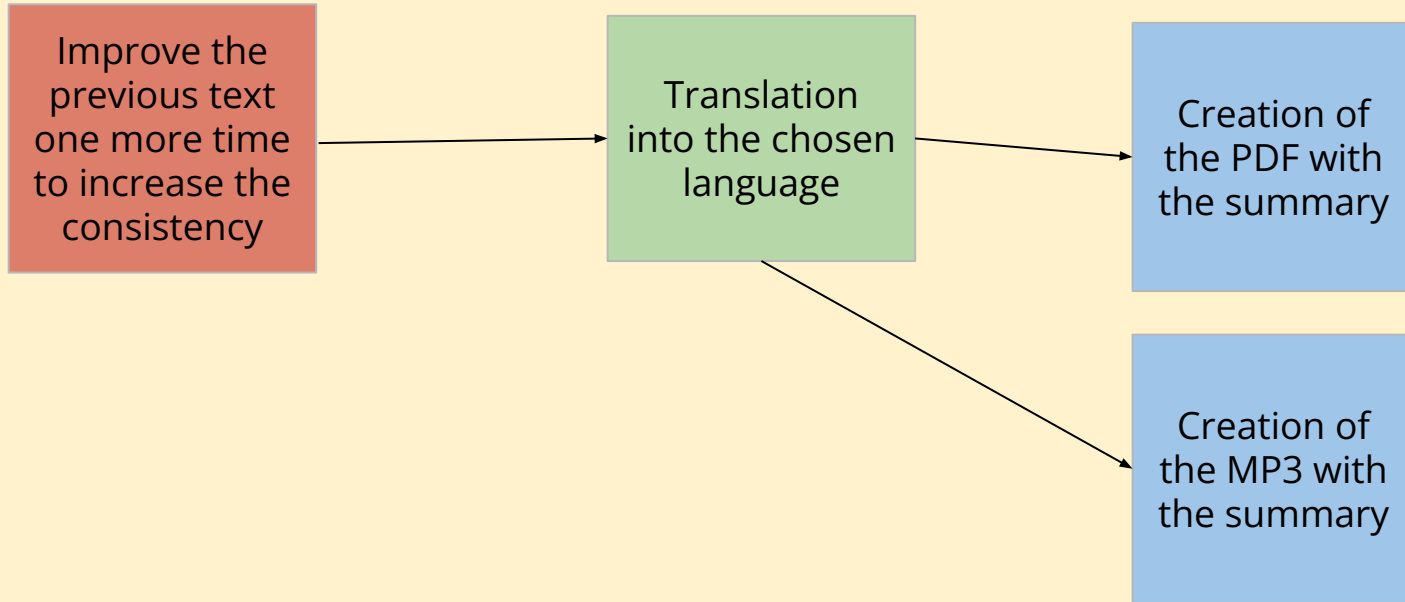 Improve the
previous text
one more time
to increase the
consistency
Translation
into the chosen
language
Creation of
the PDF with
the summary
Creation of
the MP3 with
the summary